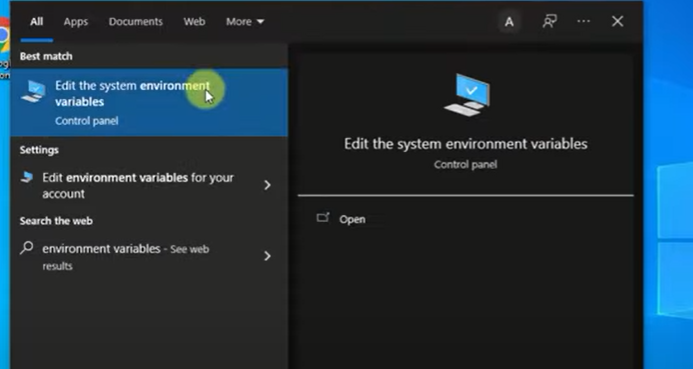 All Apps Documents Web More A
Best match
Edit the system environment
variables
Control panel
Settings
Edit environment variables for your
account
Search the web
environment variables - See web
results
Edit the system environment variables
Control panel
Open